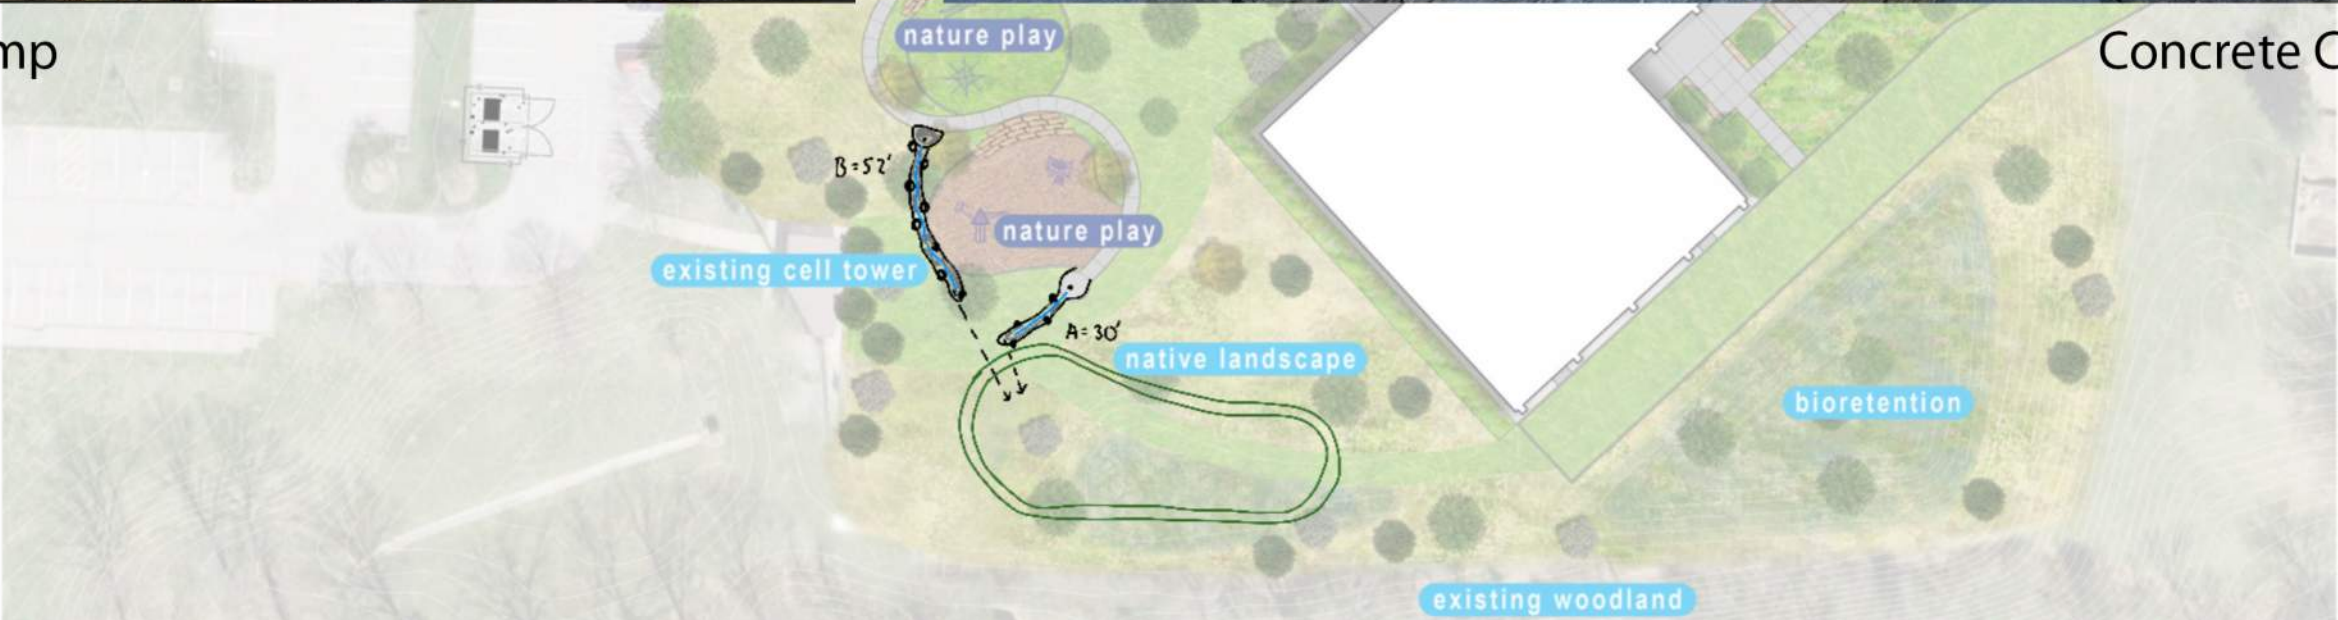 mp
Concrete C
nature play
B=52'
nature play
existing cell tower
A=30'
native landscape
bioretention
existing woodland